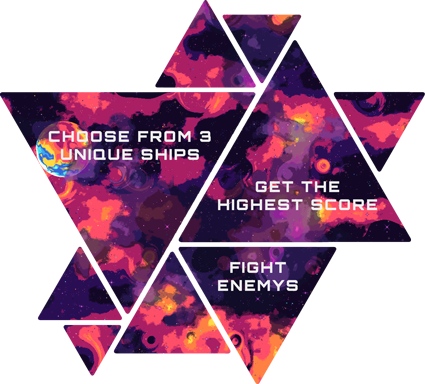 CHOOSE FROM 3
UNIQUE SHIPS
GET THE
HIGHEST SCORE
FIGHT
ENEMYS